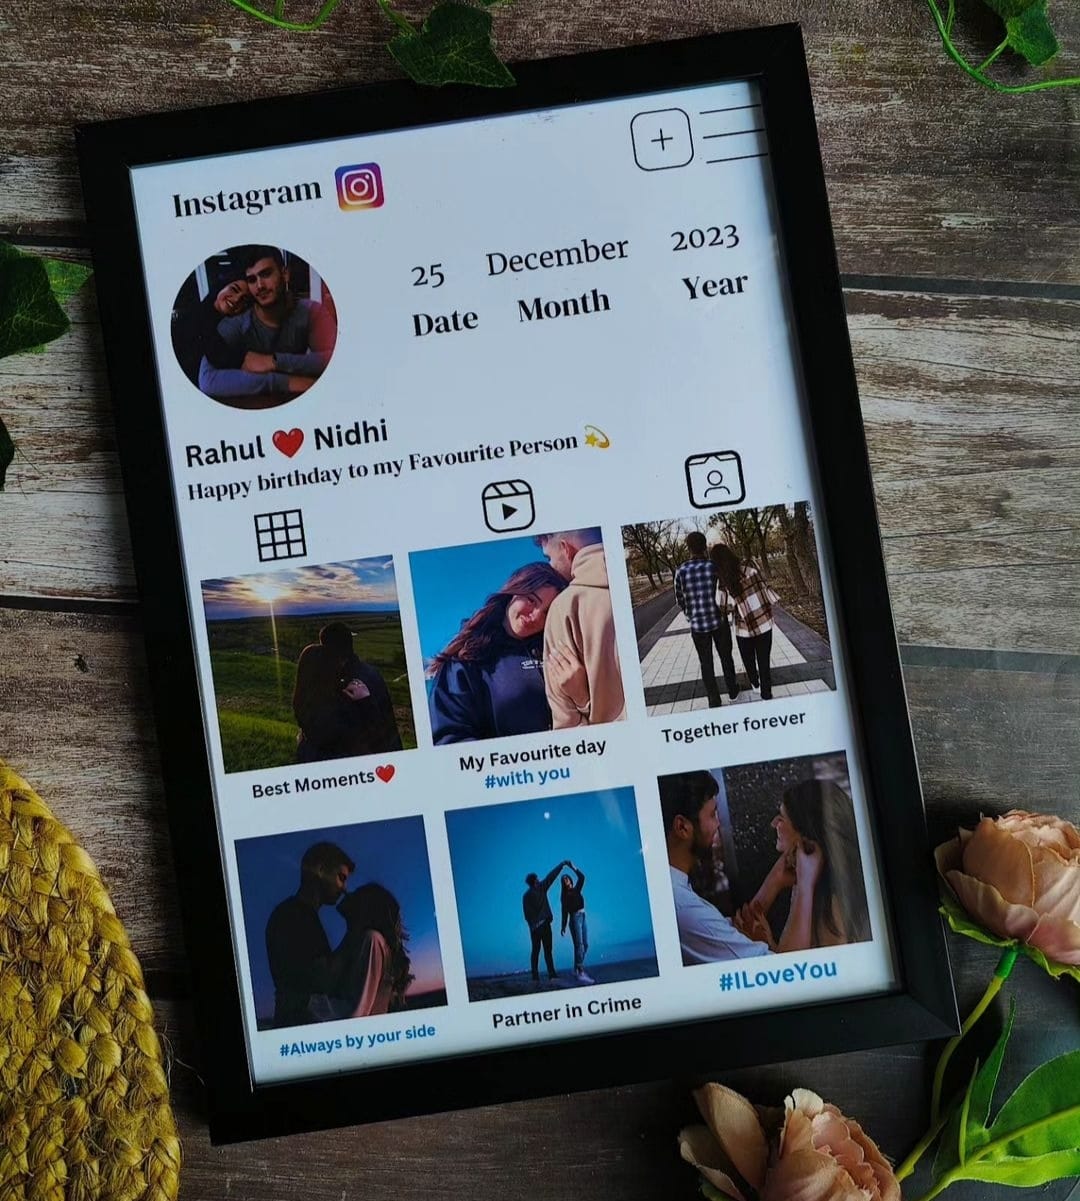 Instagram
25 December 2023
Date Month Year
Rahul ❤️ Nidhi
Happy birthday to my Favourite Person 💫
Best Moments❤️
My Favourite day
#with you
Together forever
#Always by your side
Partner in Crime
#ILoveYou